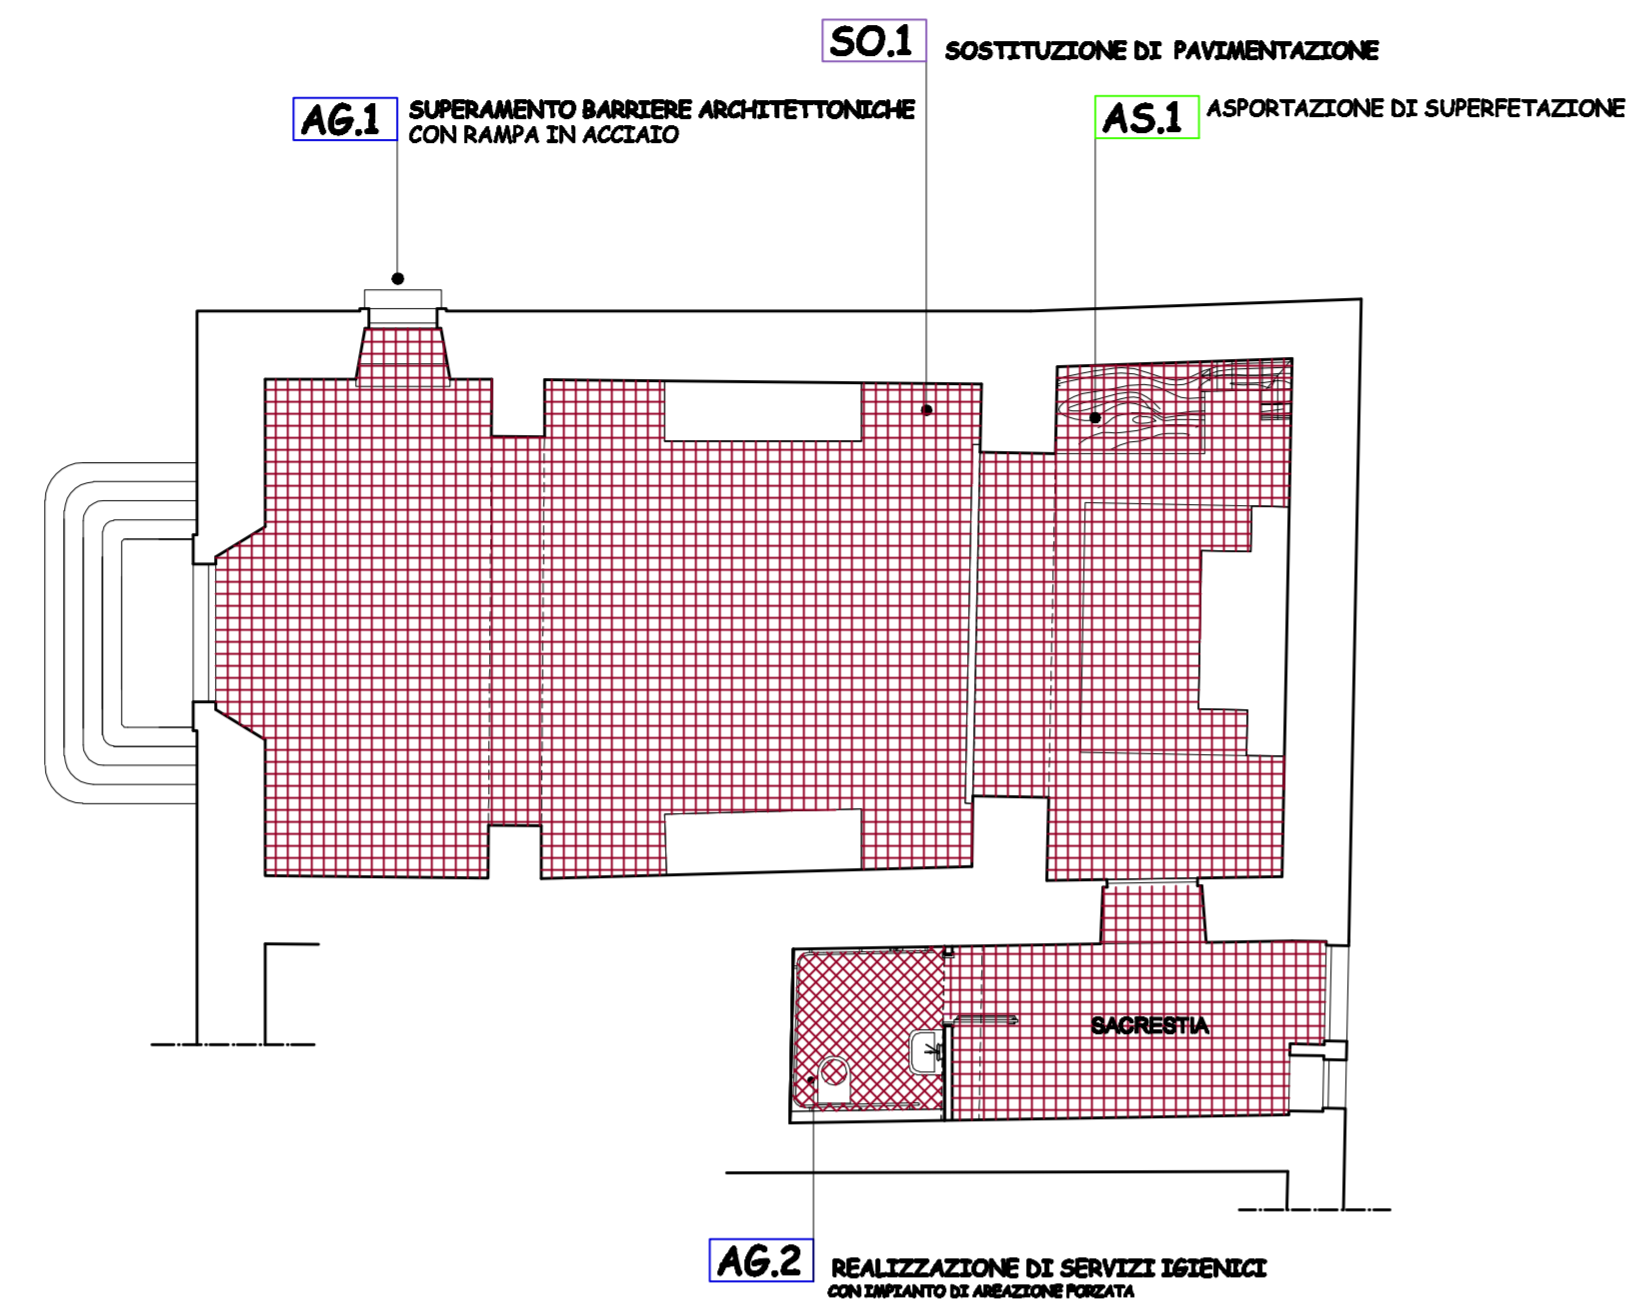 SO.1 SOSTITUZIONE DI PAVIMENTAZIONE
AG.1 SUPERAMENTO BARRIERE ARCHITETTONICHE
CON RAMPA IN ACCIAIO
AS.1 ASPORTAZIONE DI SUPERFETAZIONE
SACRESTIA
AG.2 REALIZZAZIONE DI SERVIZI IGIENICI
CON IMPIANTO DI AREAZIONE FORZATA